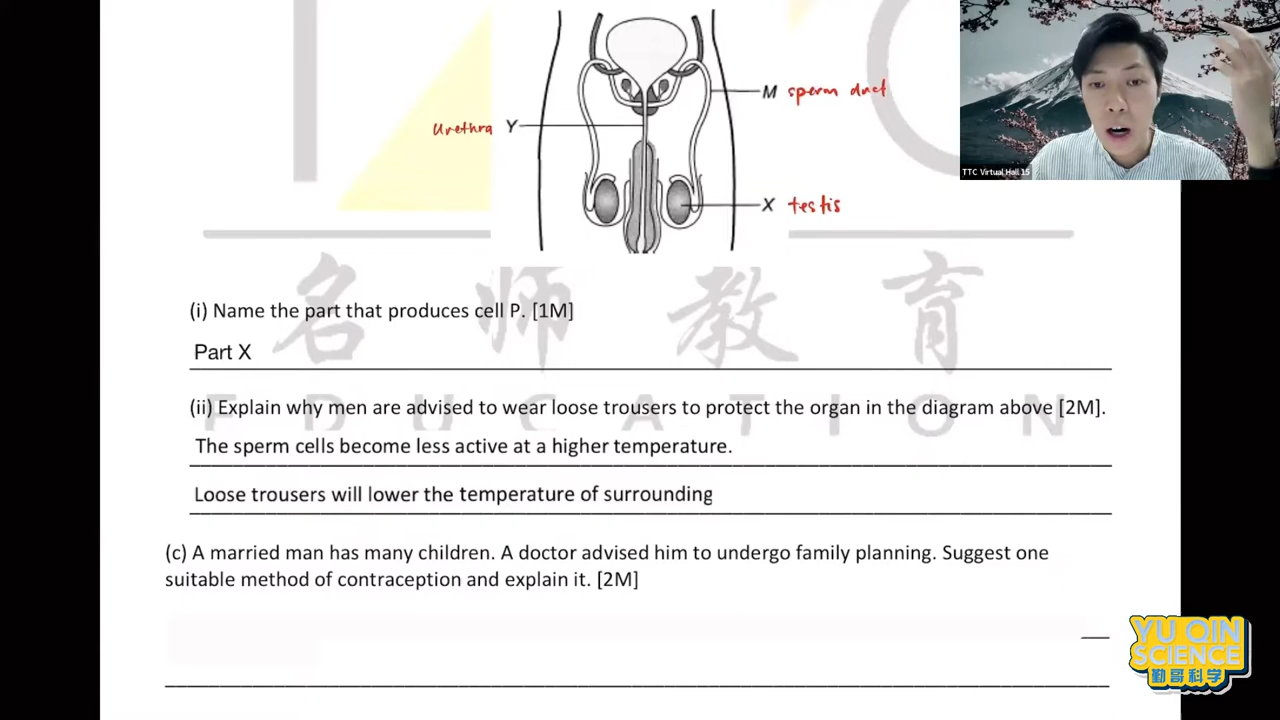 M sperm duct
Urethra Y
TTC Virtual Hall 15
X testis
名师教育
EDUCATION
(i) Name the part that produces cell P. [1M]
Part X
(ii) Explain why men are advised to wear loose trousers to protect the organ in the diagram above [2M].
The sperm cells become less active at a higher temperature.
Loose trousers will lower the temperature of surrounding
(c) A married man has many children. A doctor advised him to undergo family planning. Suggest one
suitable method of contraception and explain it. [2M]
YU QIN
SCIENCE
勤哥科学